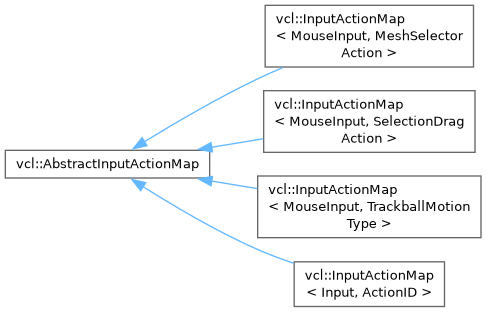 vcl::InputActionMap
< MouseInput, MeshSelector
Action >
vcl::InputActionMap
< MouseInput, SelectionDrag
Action >
vcl::AbstractInputActionMap
vcl::InputActionMap
< MouseInput, TrackballMotion
Type >
vcl::InputActionMap
< Input, ActionID >